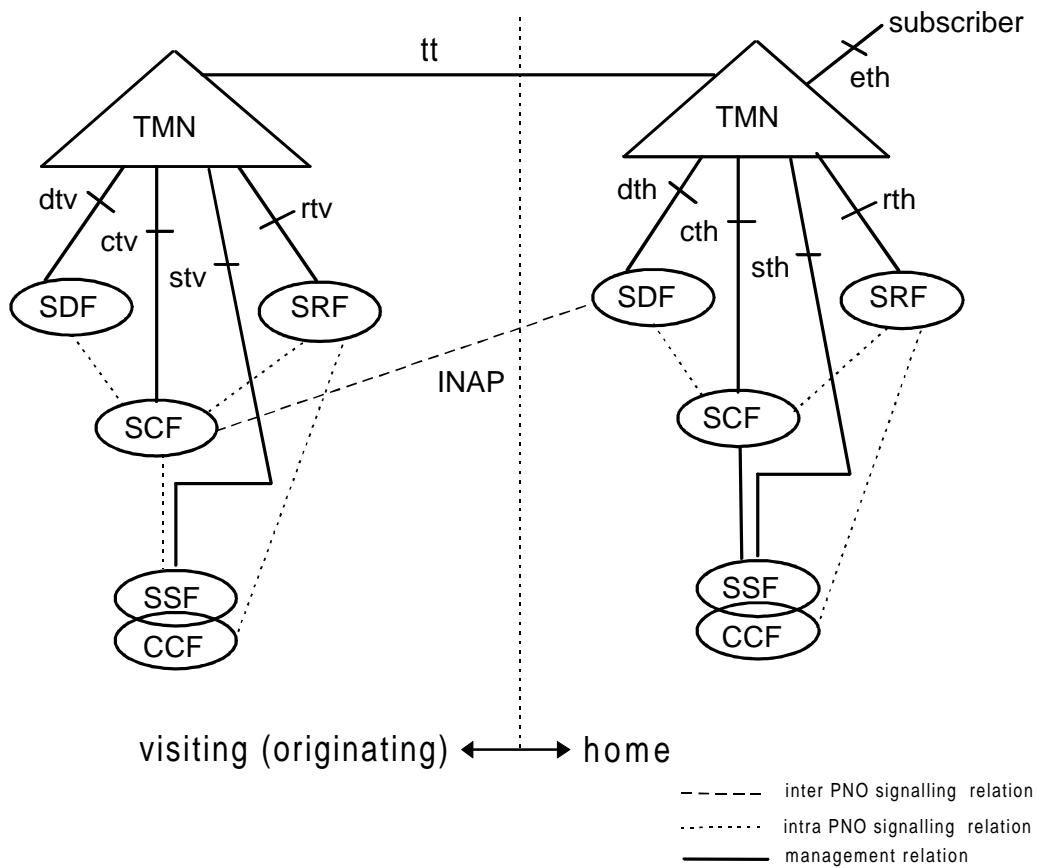 subscriber
tt
eth
TMN
TMN
dtv
rtv
ctv
stv
dth
rth
cth
sth
SDF
SRF
SDF
SRF
INAP
SCF
SCF
SSF
CCF
SSF
CCF
visiting (originating)
home
inter PNO signalling relation
intra PNO signalling relation
management relation